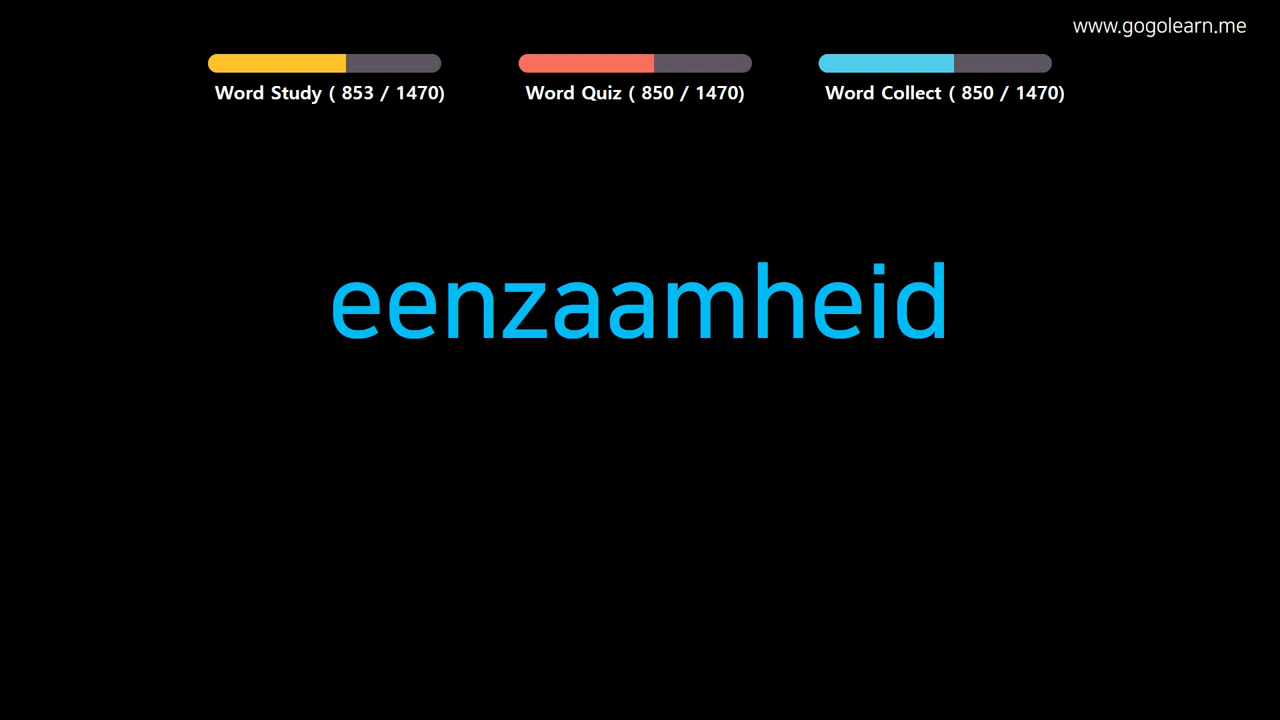 www.gogolearn.me
Word Study ( 853 / 1470)
Word Quiz ( 850 / 1470)
Word Collect ( 850 / 1470)
eenzaamheid